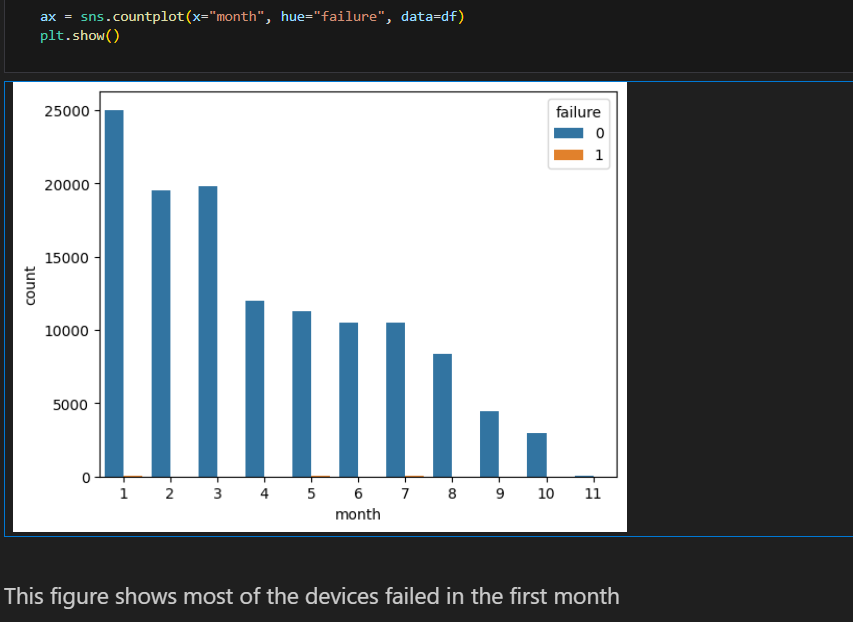 ax = sns.countplot(x="month", hue="failure", data=df)
plt.show()
failure
0
1
25000
20000
15000
10000
5000
0
count
1 2 3 4 5 6 7 8 9 10 11
month
This figure shows most of the devices failed in the first month